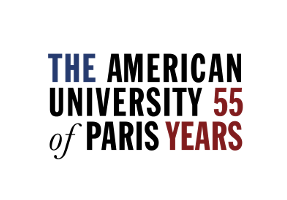 THE AMERICAN
UNIVERSITY 55
of PARIS YEARS